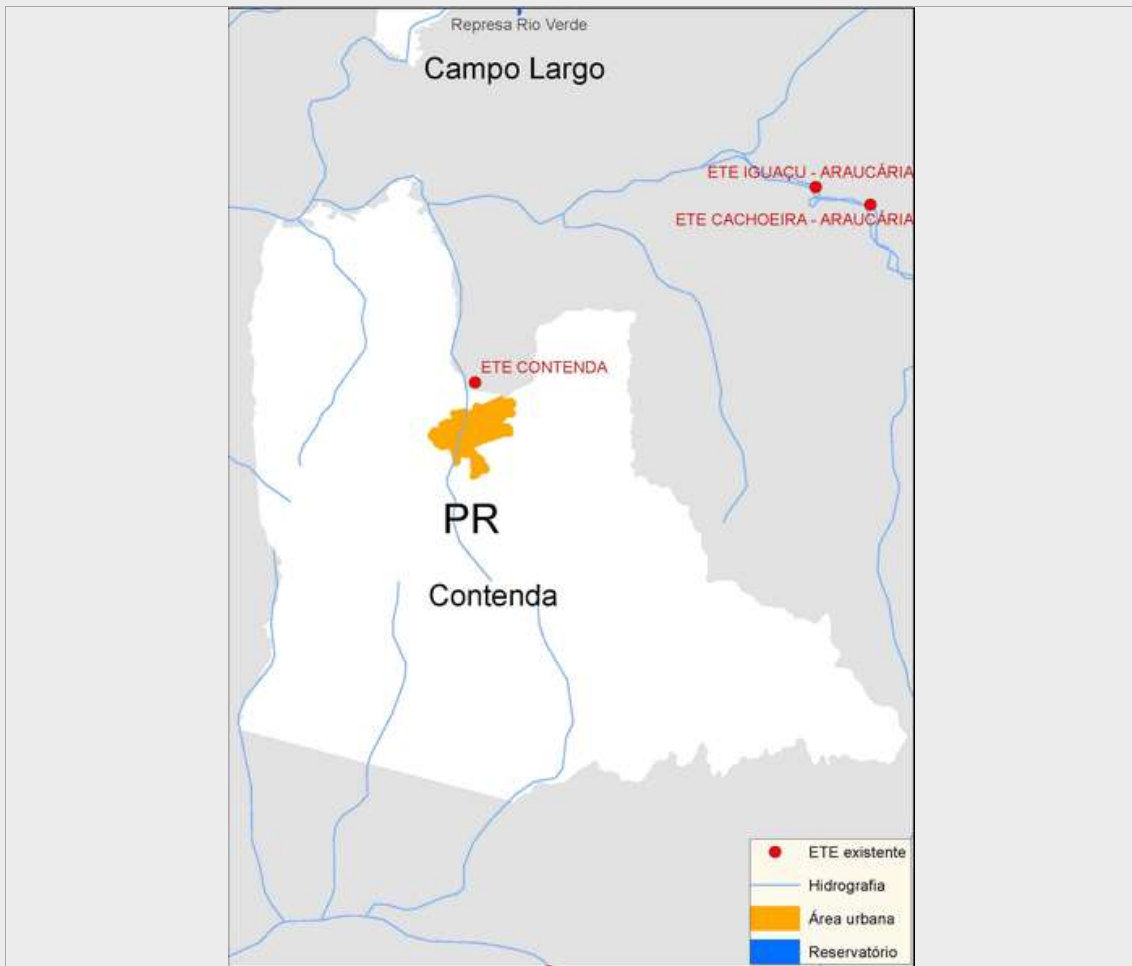 Represa Rio Verde
Campo Largo
ETE IGUAÇU - ARAUCÁRIA
ETE CACHOEIRA - ARAUCÁRIA
ETE CONTENDA
PR
Contenda
ETE existente
Hidrografia
Área urbana
Reservatório